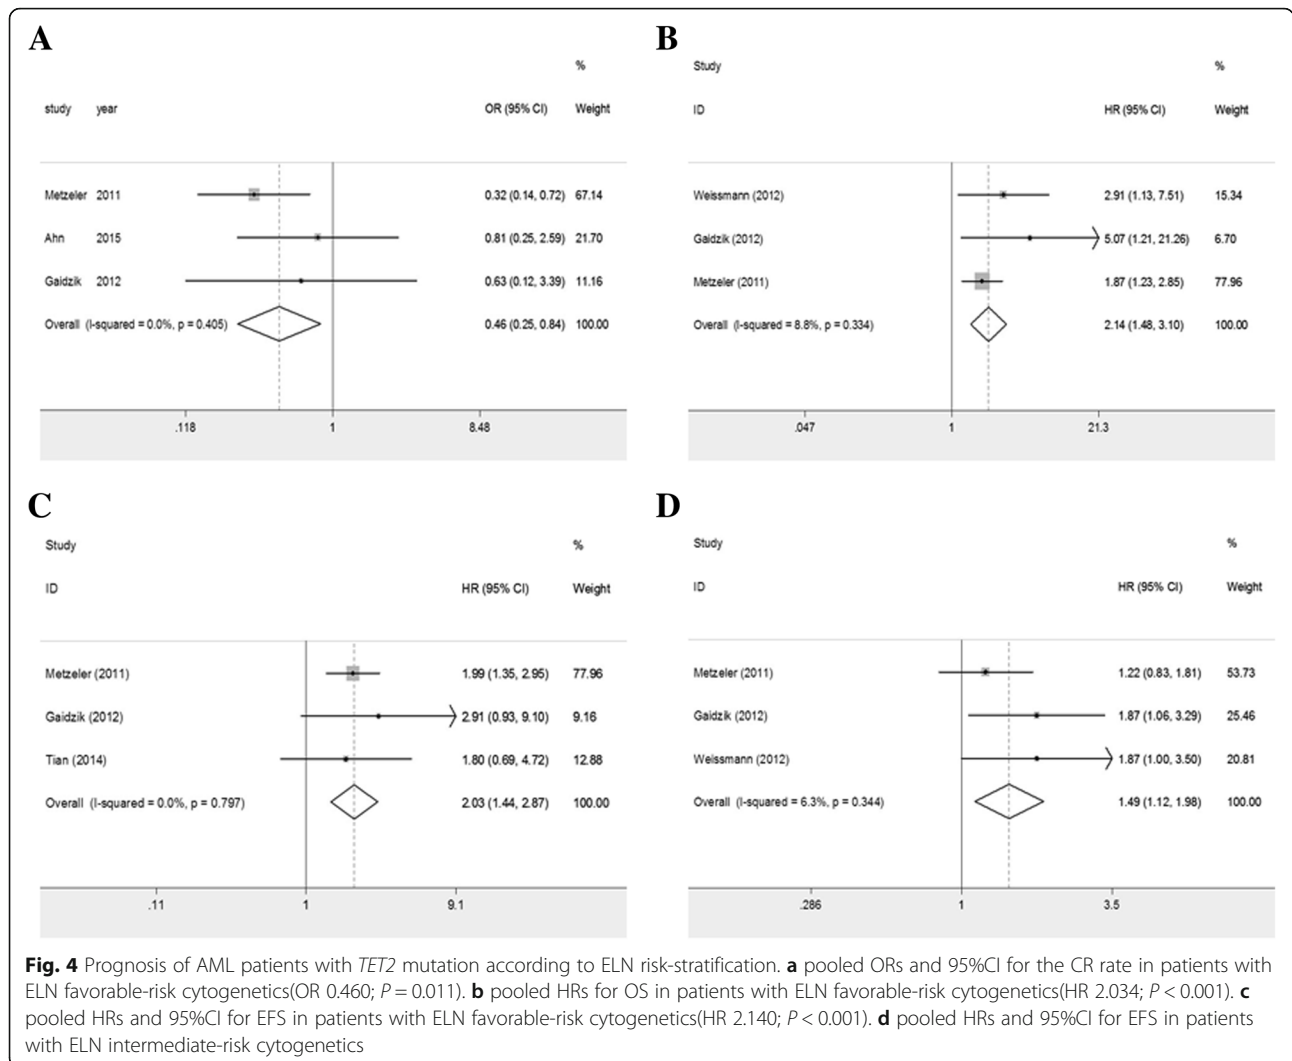 A
%
study year OR (95% CI) Weight
Metzeler 2011 0.32 (0.14, 0.72) 67.14
Ahn 2015 0.81 (0.25, 2.59) 21.70
Gaidzik 2012 0.63 (0.12, 3.39) 11.16
Overall (I-squared = 0.0%, p = 0.405) 0.46 (0.25, 0.84) 100.00
.118 1 8.48
B
Study %
ID HR (95% CI) Weight
Weissmann (2012) 2.91 (1.13, 7.51) 15.34
Gaidzik (2012) 5.07 (1.21, 21.26) 6.70
Metzeler (2011) 1.87 (1.23, 2.85) 77.96
Overall (I-squared = 8.8%, p = 0.334) 2.14 (1.48, 3.10) 100.00
.047 1 21.3
C
Study %
ID HR (95% CI) Weight
Metzeler (2011) 1.99 (1.35, 2.95) 77.96
Gaidzik (2012) 2.91 (0.93, 9.10) 9.16
Tian (2014) 1.80 (0.69, 4.72) 12.88
Overall (I-squared = 0.0%, p = 0.797) 2.03 (1.44, 2.87) 100.00
.11 1 9.1
D
Study %
ID HR (95% CI) Weight
Metzeler (2011) 1.22 (0.83, 1.81) 53.73
Gaidzik (2012) 1.87 (1.06, 3.29) 25.46
Weissmann (2012) 1.87 (1.00, 3.50) 20.81
Overall (I-squared = 6.3%, p = 0.344) 1.49 (1.12, 1.98) 100.00
.286 1 3.5
Fig. 4 Prognosis of AML patients with TET2 mutation according to ELN risk-stratification. a pooled ORs and 95%CI for the CR rate in patients with
ELN favorable-risk cytogenetics(OR 0.460; P = 0.011). b pooled HRs for OS in patients with ELN favorable-risk cytogenetics(HR 2.034; P < 0.001). c
pooled HRs and 95%CI for EFS in patients with ELN favorable-risk cytogenetics(HR 2.140; P < 0.001). d pooled HRs and 95%CI for EFS in patients
with ELN intermediate-risk cytogenetics